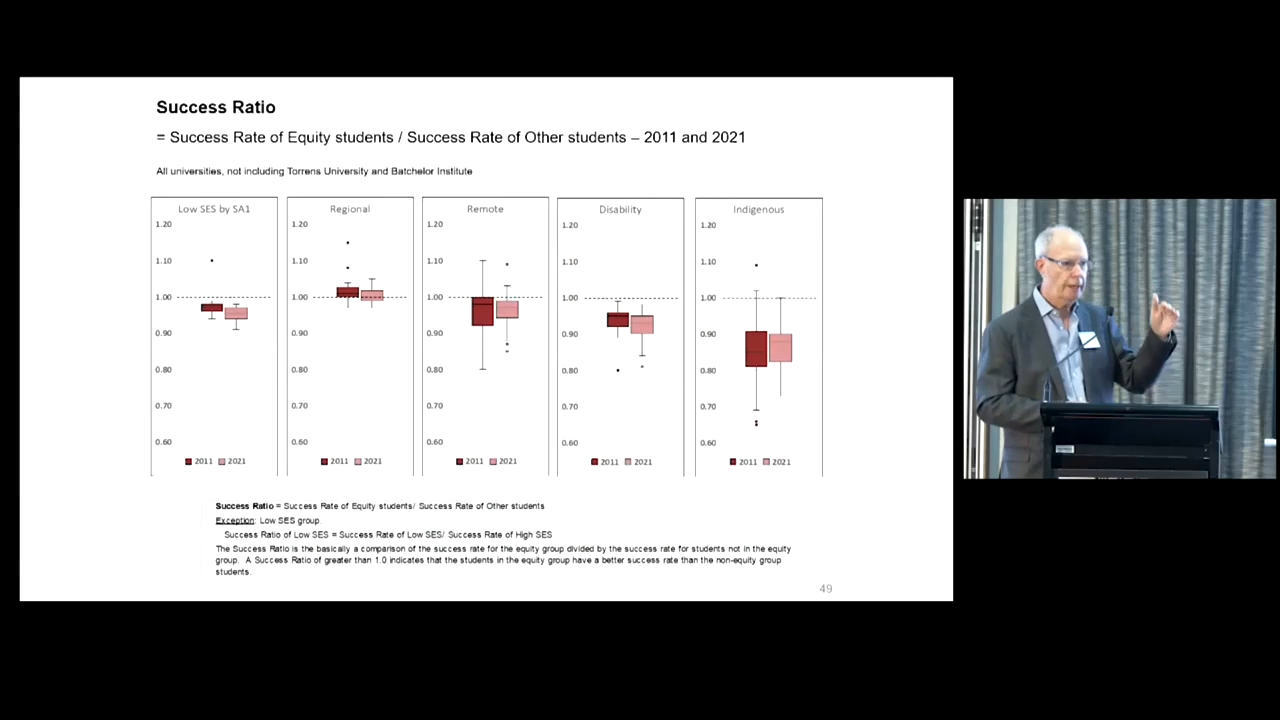 Success Ratio
= Success Rate of Equity students / Success Rate of Other students – 2011 and 2021
All universities, not including Torrens University and Batchelor Institute
Low SES by SA1
1.20
1.10
1.00
0.90
0.80
0.70
0.60
2011 2021
Regional
1.20
1.10
1.00
0.90
0.80
0.70
0.60
2011 2021
Remote
1.20
1.10
1.00
0.90
0.80
0.70
0.60
2011 2021
Disability
1.20
1.10
1.00
0.90
0.80
0.70
0.60
2011 2021
Indigenous
1.20
1.10
1.00
0.90
0.80
0.70
0.60
2011 2021
Success Ratio = Success Rate of Equity students/ Success Rate of Other students
Exception: Low SES group.
Success Ratio of Low SES = Success Rate of Low SES/ Success Rate of High SES
The Success Ratio is the basically a comparison of the success rate for the equity group divided by the success rate for students not in the equity
group. A Success Ratio of greater than 1.0 indicates that the students in the equity group have a better success rate than the non-equity group
students.
49